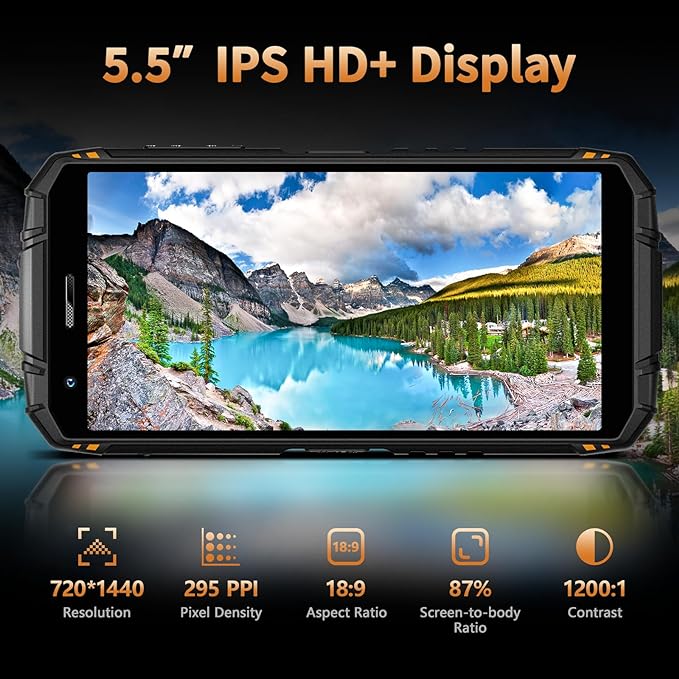 5.5” IPS HD+ Display
18:9
720*1440
295 PPI
18:9
87%
1200:1
Resolution
Pixel Density
Aspect Ratio
Screen-to-body
Ratio
Contrast